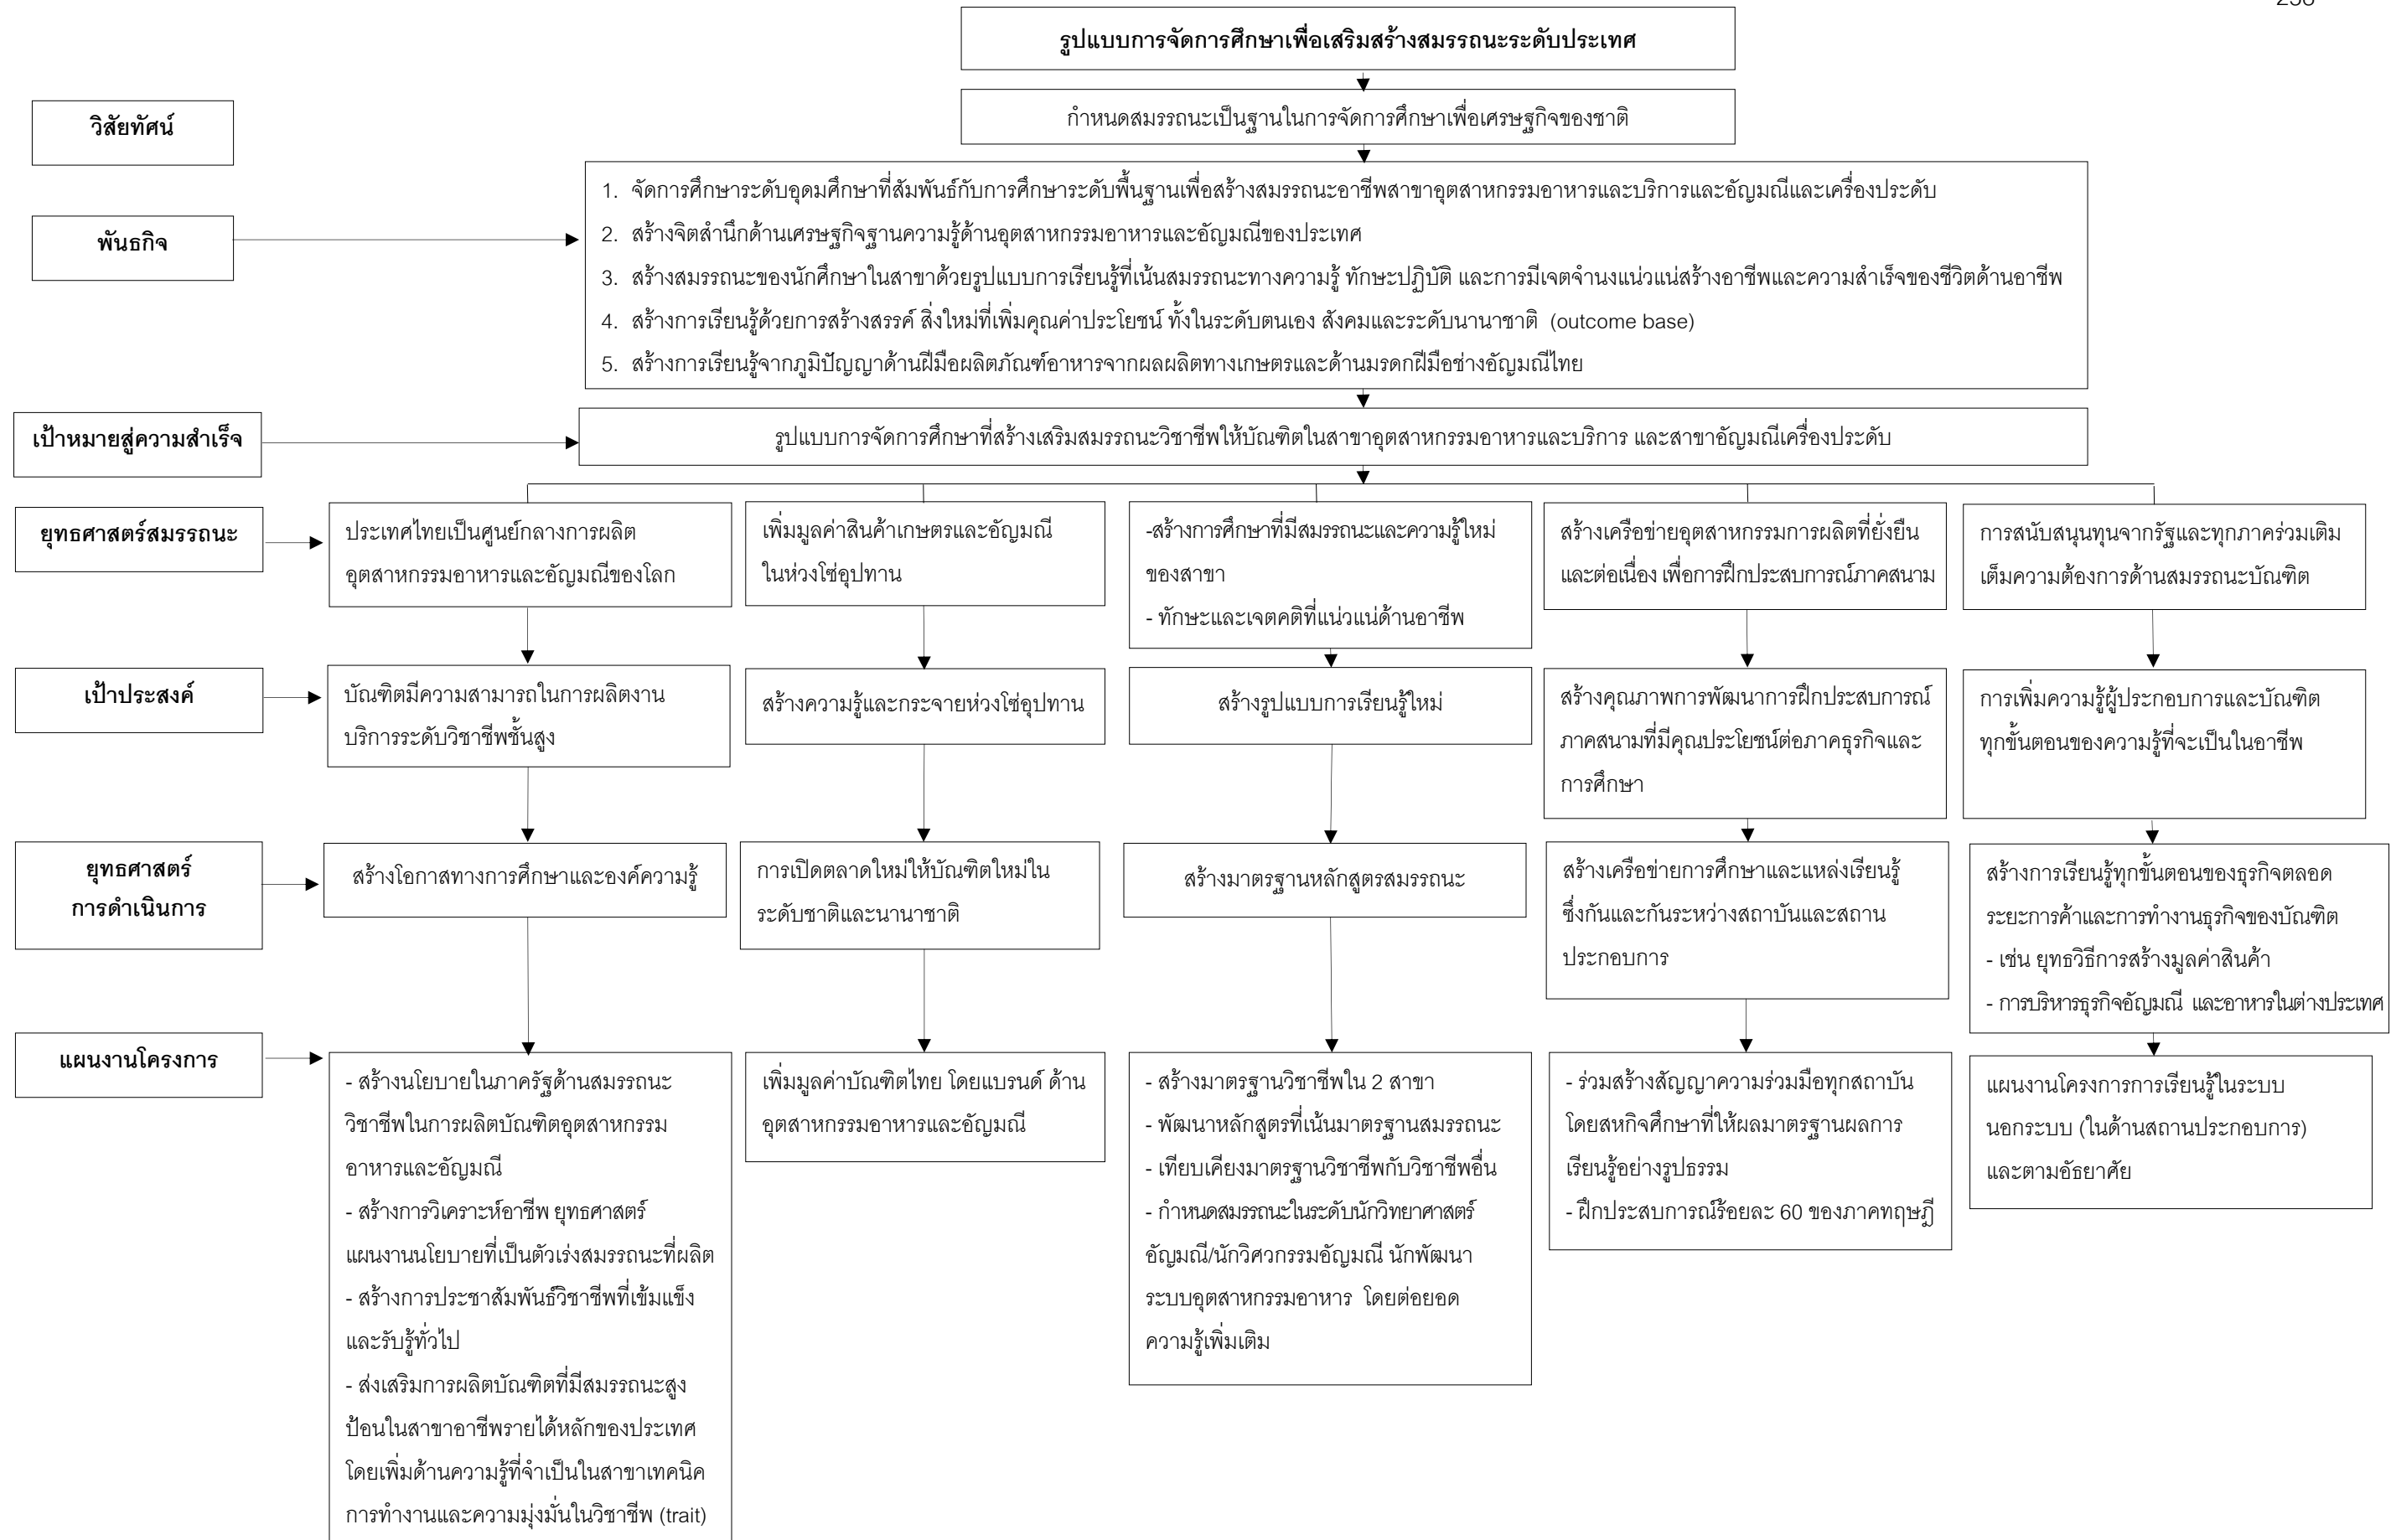 รูปแบบการจัดการศึกษาเพื่อเสริมสร้างสมรรถนะระดับประเทศ
วิสัยทัศน์
กำหนดสมรรถนะเป็นฐานในการจัดการศึกษาเพื่อเศรษฐกิจของชาติ
พันธกิจ
1. จัดการศึกษาระดับอุดมศึกษาที่สัมพันธ์กับการศึกษาระดับพื้นฐานเพื่อสร้างสมรรถนะอาชีพสาขาอุตสาหกรรมอาหารและบริการและอัญมณีและเครื่องประดับ
2. สร้างจิตสำนึกด้านเศรษฐกิจฐานความรู้ด้านอุตสาหกรรมอาหารและอัญมณีของประเทศ
3. สร้างสมรรถนะของนักศึกษาในสาขาด้วยรูปแบบการเรียนรู้ที่เน้นสมรรถนะทางความรู้ ทักษะปฏิบัติ และการมีเจตจำนงแน่วแน่สร้างอาชีพและความสำเร็จของชีวิตด้านอาชีพ
4. สร้างการเรียนรู้ด้วยการสร้างสรรค์ สิ่งใหม่ที่เพิ่มคุณค่าประโยชน์ ทั้งในระดับตนเอง สังคมและระดับนานาชาติ (outcome base)
5. สร้างการเรียนรู้จากภูมิปัญญาด้านฝีมือผลิตภัณฑ์อาหารจากผลผลิตทางเกษตรและด้านมรดกฝีมือช่างอัญมณีไทย
เป้าหมายสู่ความสำเร็จ
รูปแบบการจัดการศึกษาที่สร้างเสริมสมรรถนะวิชาชีพให้บัณฑิตในสาขาอุตสาหกรรมอาหารและบริการ และสาขาอัญมณีเครื่องประดับ
ยุทธศาสตร์สมรรถนะ
ประเทศไทยเป็นศูนย์กลางการผลิต
อุตสาหกรรมอาหารและอัญมณีของโลก
เพิ่มมูลค่าสินค้าเกษตรและอัญมณี
ในห่วงโซ่อุปทาน
-สร้างการศึกษาที่มีสมรรถนะและความรู้ใหม่
ของสาขา
- ทักษะและเจตคติที่แน่วแน่ด้านอาชีพ
สร้างเครือข่ายอุตสาหกรรมการผลิตที่ยั่งยืน
และต่อเนื่อง เพื่อการฝึกประสบการณ์ภาคสนาม
การสนับสนุนทุนจากรัฐและทุกภาคร่วมเติม
เต็มความต้องการด้านสมรรถนะบัณฑิต
เป้าประสงค์
บัณฑิตมีความสามารถในการผลิตงาน
บริการระดับวิชาชีพชั้นสูง
สร้างความรู้และกระจายห่วงโซ่อุปทาน
สร้างรูปแบบการเรียนรู้ใหม่
สร้างคุณภาพการพัฒนาการฝึกประสบการณ์
ภาคสนามที่มีคุณประโยชน์ต่อภาคธุรกิจและ
การศึกษา
การเพิ่มความรู้ผู้ประกอบการและบัณฑิต
ทุกขั้นตอนของความรู้ที่จะเป็นในอาชีพ
ยุทธศาสตร์
การดำเนินการ
สร้างโอกาสทางการศึกษาและองค์ความรู้
การเปิดตลาดใหม่ให้บัณฑิตใหม่ใน
ระดับชาติและนานาชาติ
สร้างมาตรฐานหลักสูตรสมรรถนะ
สร้างเครือข่ายการศึกษาและแหล่งเรียนรู้
ซึ่งกันและกันระหว่างสถาบันและสถาน
ประกอบการ
สร้างการเรียนรู้ทุกขั้นตอนของธุรกิจตลอด
ระยะการค้าและการทำงานธุรกิจของบัณฑิต
- เช่น ยุทธวิธีการสร้างมูลค่าสินค้า
- การบริหารธุรกิจอัญมณี และอาหารในต่างประเทศ
แผนงานโครงการ
- สร้างนโยบายในภาครัฐด้านสมรรถนะ
วิชาชีพในการผลิตบัณฑิตอุตสาหกรรม
อาหารและอัญมณี
- สร้างการวิเคราะห์อาชีพ ยุทธศาสตร์
แผนงานนโยบายที่เป็นตัวเร่งสมรรถนะที่ผลิต
- สร้างการประชาสัมพันธ์วิชาชีพที่เข้มแข็ง
และรับรู้ทั่วไป
- ส่งเสริมการผลิตบัณฑิตที่มีสมรรถนะสูง
ป้อนในสาขาอาชีพรายได้หลักของประเทศ
โดยเพิ่มด้านความรู้ที่จำเป็นในสาขาเทคนิค
การทำงานและความมุ่งมั่นในวิชาชีพ (trait)
เพิ่มมูลค่าบัณฑิตไทย โดยแบรนด์ ด้าน
อุตสาหกรรมอาหารและอัญมณี
- สร้างมาตรฐานวิชาชีพใน 2 สาขา
- พัฒนาหลักสูตรที่เน้นมาตรฐานสมรรถนะ
- เทียบเคียงมาตรฐานวิชาชีพกับวิชาชีพอื่น
- กำหนดสมรรถนะในระดับนักวิทยาศาสตร์
อัญมณี/นักวิศวกรรมอัญมณี นักพัฒนา
ระบบอุตสาหกรรมอาหาร โดยต่อยอด
ความรู้เพิ่มเติม
- ร่วมสร้างสัญญาความร่วมมือทุกสถาบัน
โดยสหกิจศึกษาที่ให้ผลมาตรฐานผลการ
เรียนรู้อย่างรูปธรรม
- ฝึกประสบการณ์ร้อยละ 60 ของภาคทฤษฎี
แผนงานโครงการการเรียนรู้ในระบบ
นอกระบบ (ในด้านสถานประกอบการ)
และตามอัธยาศัย